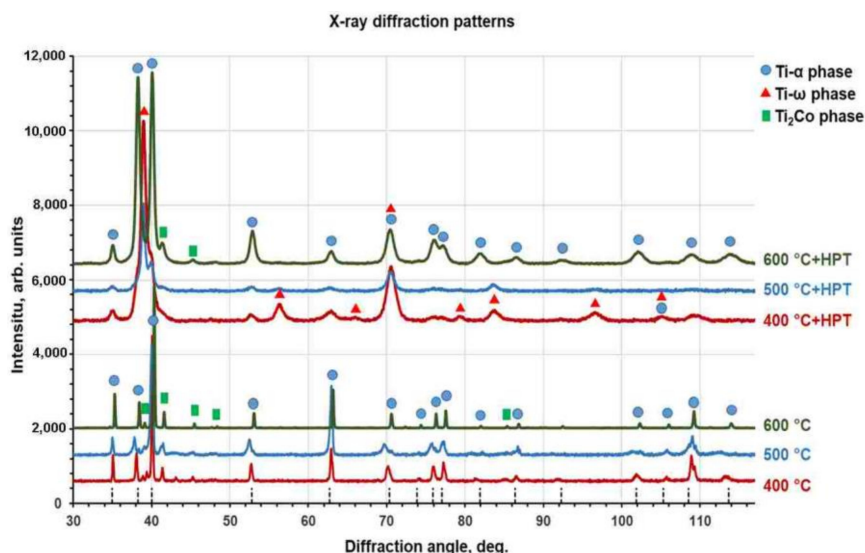 X-ray diffraction patterns
12,000
10,000
8,000
6,000
4,000
2,000
0
Intensitu, arb. units
Ti-α phase
Ti-ω phase
Ti₂Co phase
600 °C+HPT
500 °C+HPT
400 °C+HPT
600 °C
500 °C
400 °C
30 40 50 60 70 80 90 100 110
Diffraction angle, deg.